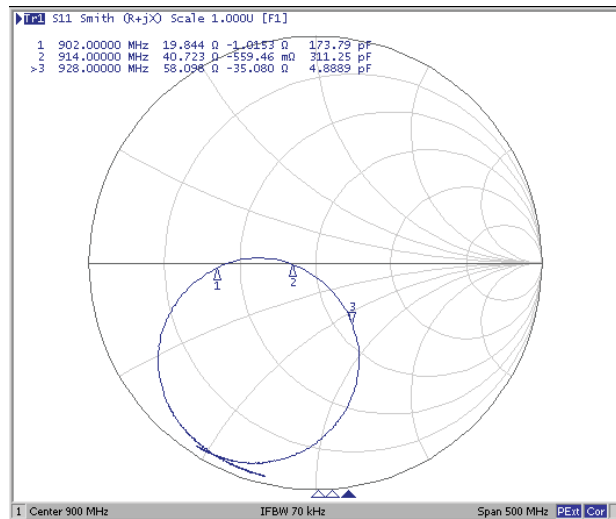 Tr1 S11 Smith (R+jX) Scale 1.000U [F1]
1 902.00000 MHz 19.844 Ω -1.0153 Ω 173.79 pF
2 914.00000 MHz 40.723 Ω -559.46 mΩ 311.25 pF
>3 928.00000 MHz 58.098 Ω -35.080 Ω 4.8889 pF
1
2
3
1 Center 900 MHz IFBW 70 kHz Span 500 MHz PExt Cor